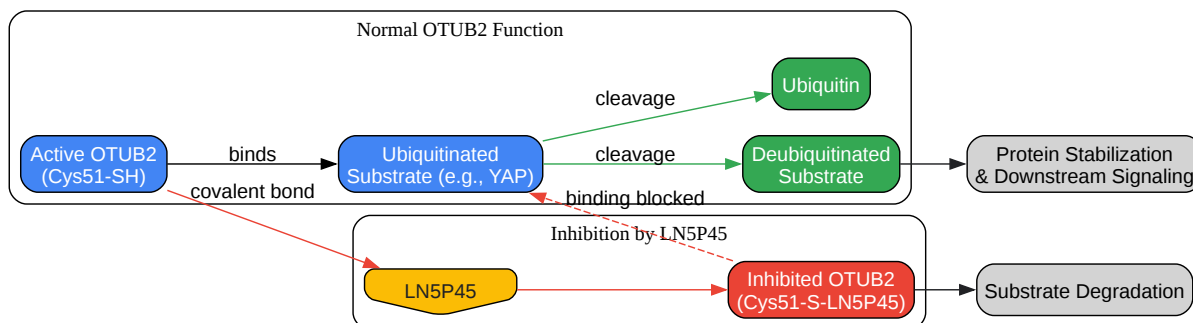 Normal OTUB2 Function
Ubiquitin
cleavage
Active OTUB2
(Cys51-SH)
binds
Ubiquitinated
Substrate (e.g., YAP)
cleavage
Deubiquitinated
Substrate
Protein Stabilization
& Downstream Signaling
covalent bond
binding blocked
Inhibition by LN5P45
LN5P45
Inhibited OTUB2
(Cys51-S-LN5P45)
Substrate Degradation